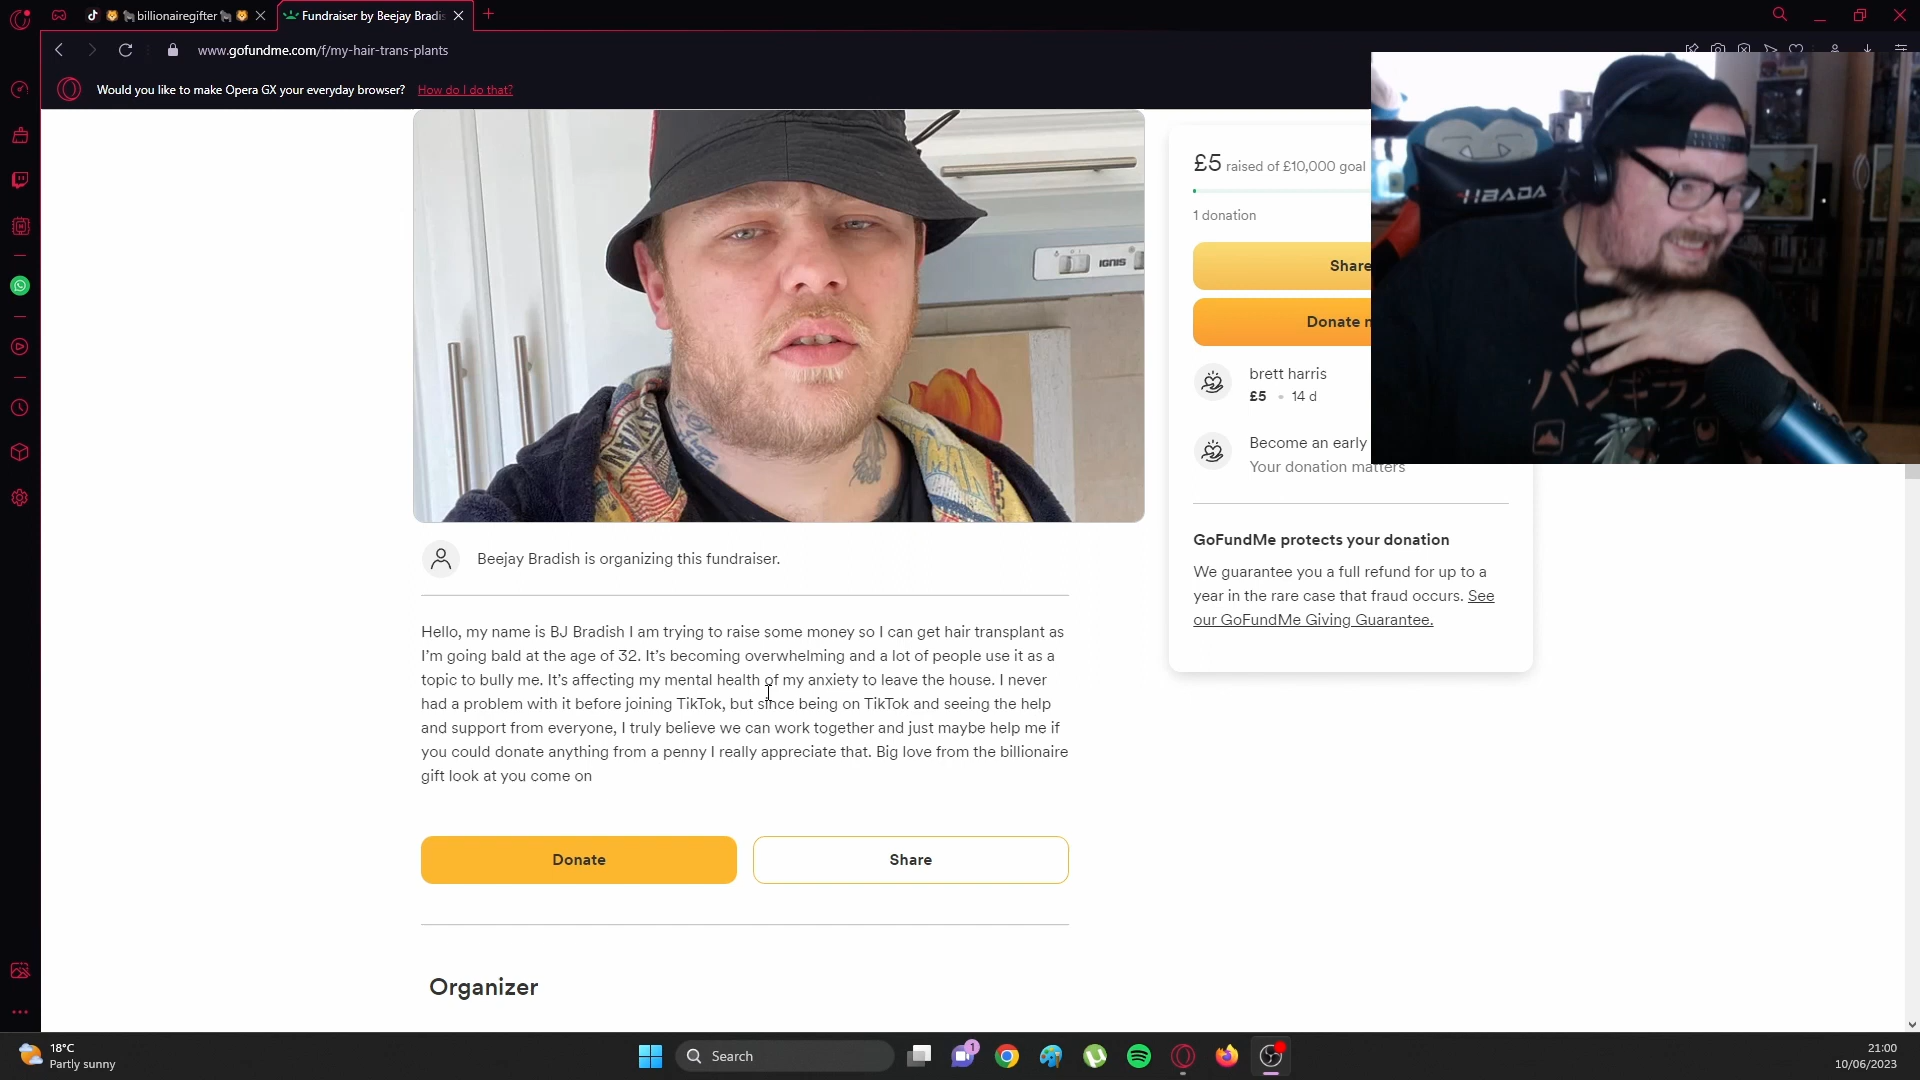 billionairegifter
Fundraiser by Beejay Bradis
www.gofundme.com/f/my-hair-trans-plants
Would you like to make Opera GX your everyday browser? How do I do that?
IGNIS
£5 raised of £10,000 goal
1 donation
Share
Donate n
brett harris
£5 • 14 d
Become an early
Your donation matters
GoFundMe protects your donation
We guarantee you a full refund for up to a
year in the rare case that fraud occurs. See
our GoFundMe Giving Guarantee.
HBADA
Beejay Bradish is organizing this fundraiser.
Hello, my name is BJ Bradish I am trying to raise some money so I can get hair transplant as
I'm going bald at the age of 32. It's becoming overwhelming and a lot of people use it as a
topic to bully me. It's affecting my mental health of my anxiety to leave the house. I never
had a problem with it before joining TikTok, but since being on TikTok and seeing the help
and support from everyone, I truly believe we can work together and just maybe help me if
you could donate anything from a penny I really appreciate that. Big love from the billionaire
gift look at you come on
Donate
Share
Organizer
18°C
Partly sunny
Search
1
21:00
10/06/2023